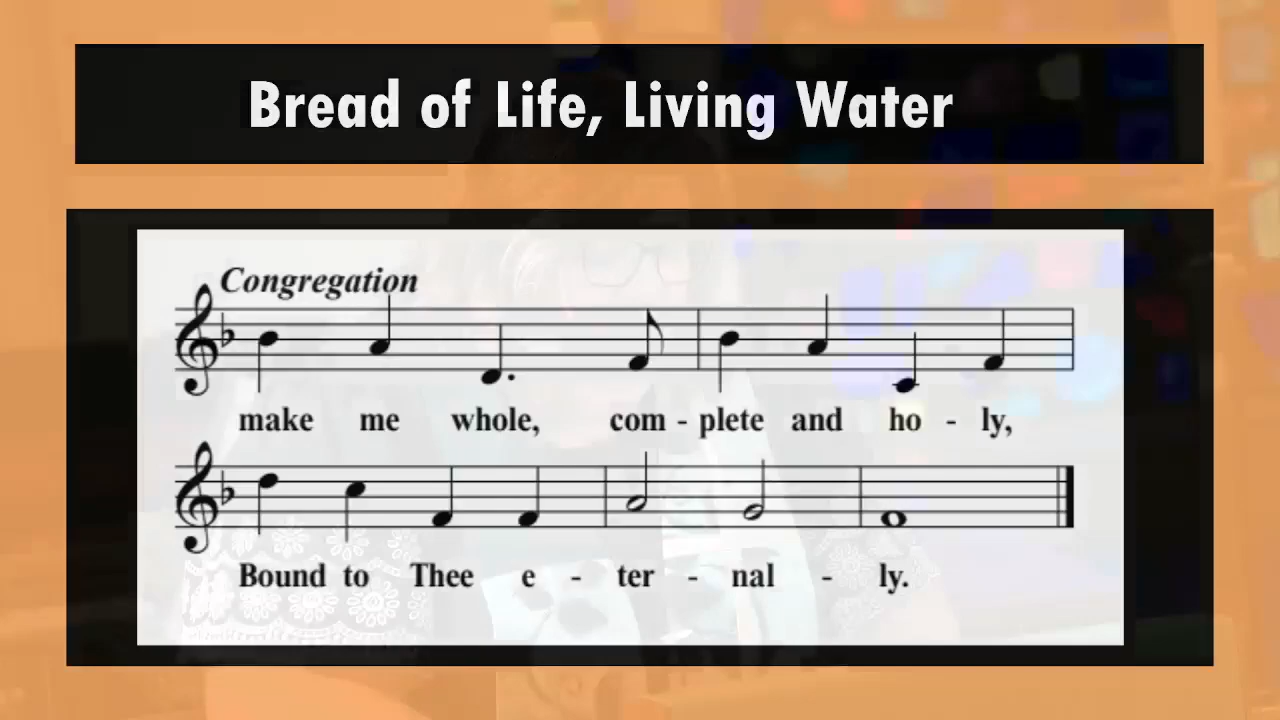 Bread of Life, Living Water
Congregation
make me whole, com - plete and ho - ly,
Bound to Thee e - ter - nal - ly.